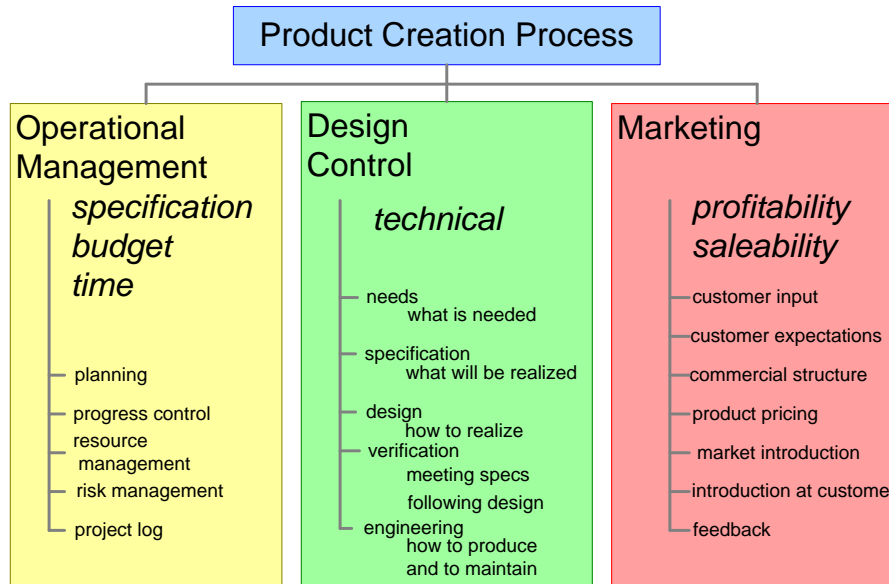 Product Creation Process
Operational
Management
specification
budget
time
planning
progress control
resource
management
risk management
project log
Design
Control
technical
needs
what is needed
specification
what will be realized
design
how to realize
verification
meeting specs
following design
engineering
how to produce
and to maintain
Marketing
profitability
saleability
customer input
customer expectations
commercial structure
product pricing
market introduction
introduction at custome
feedback